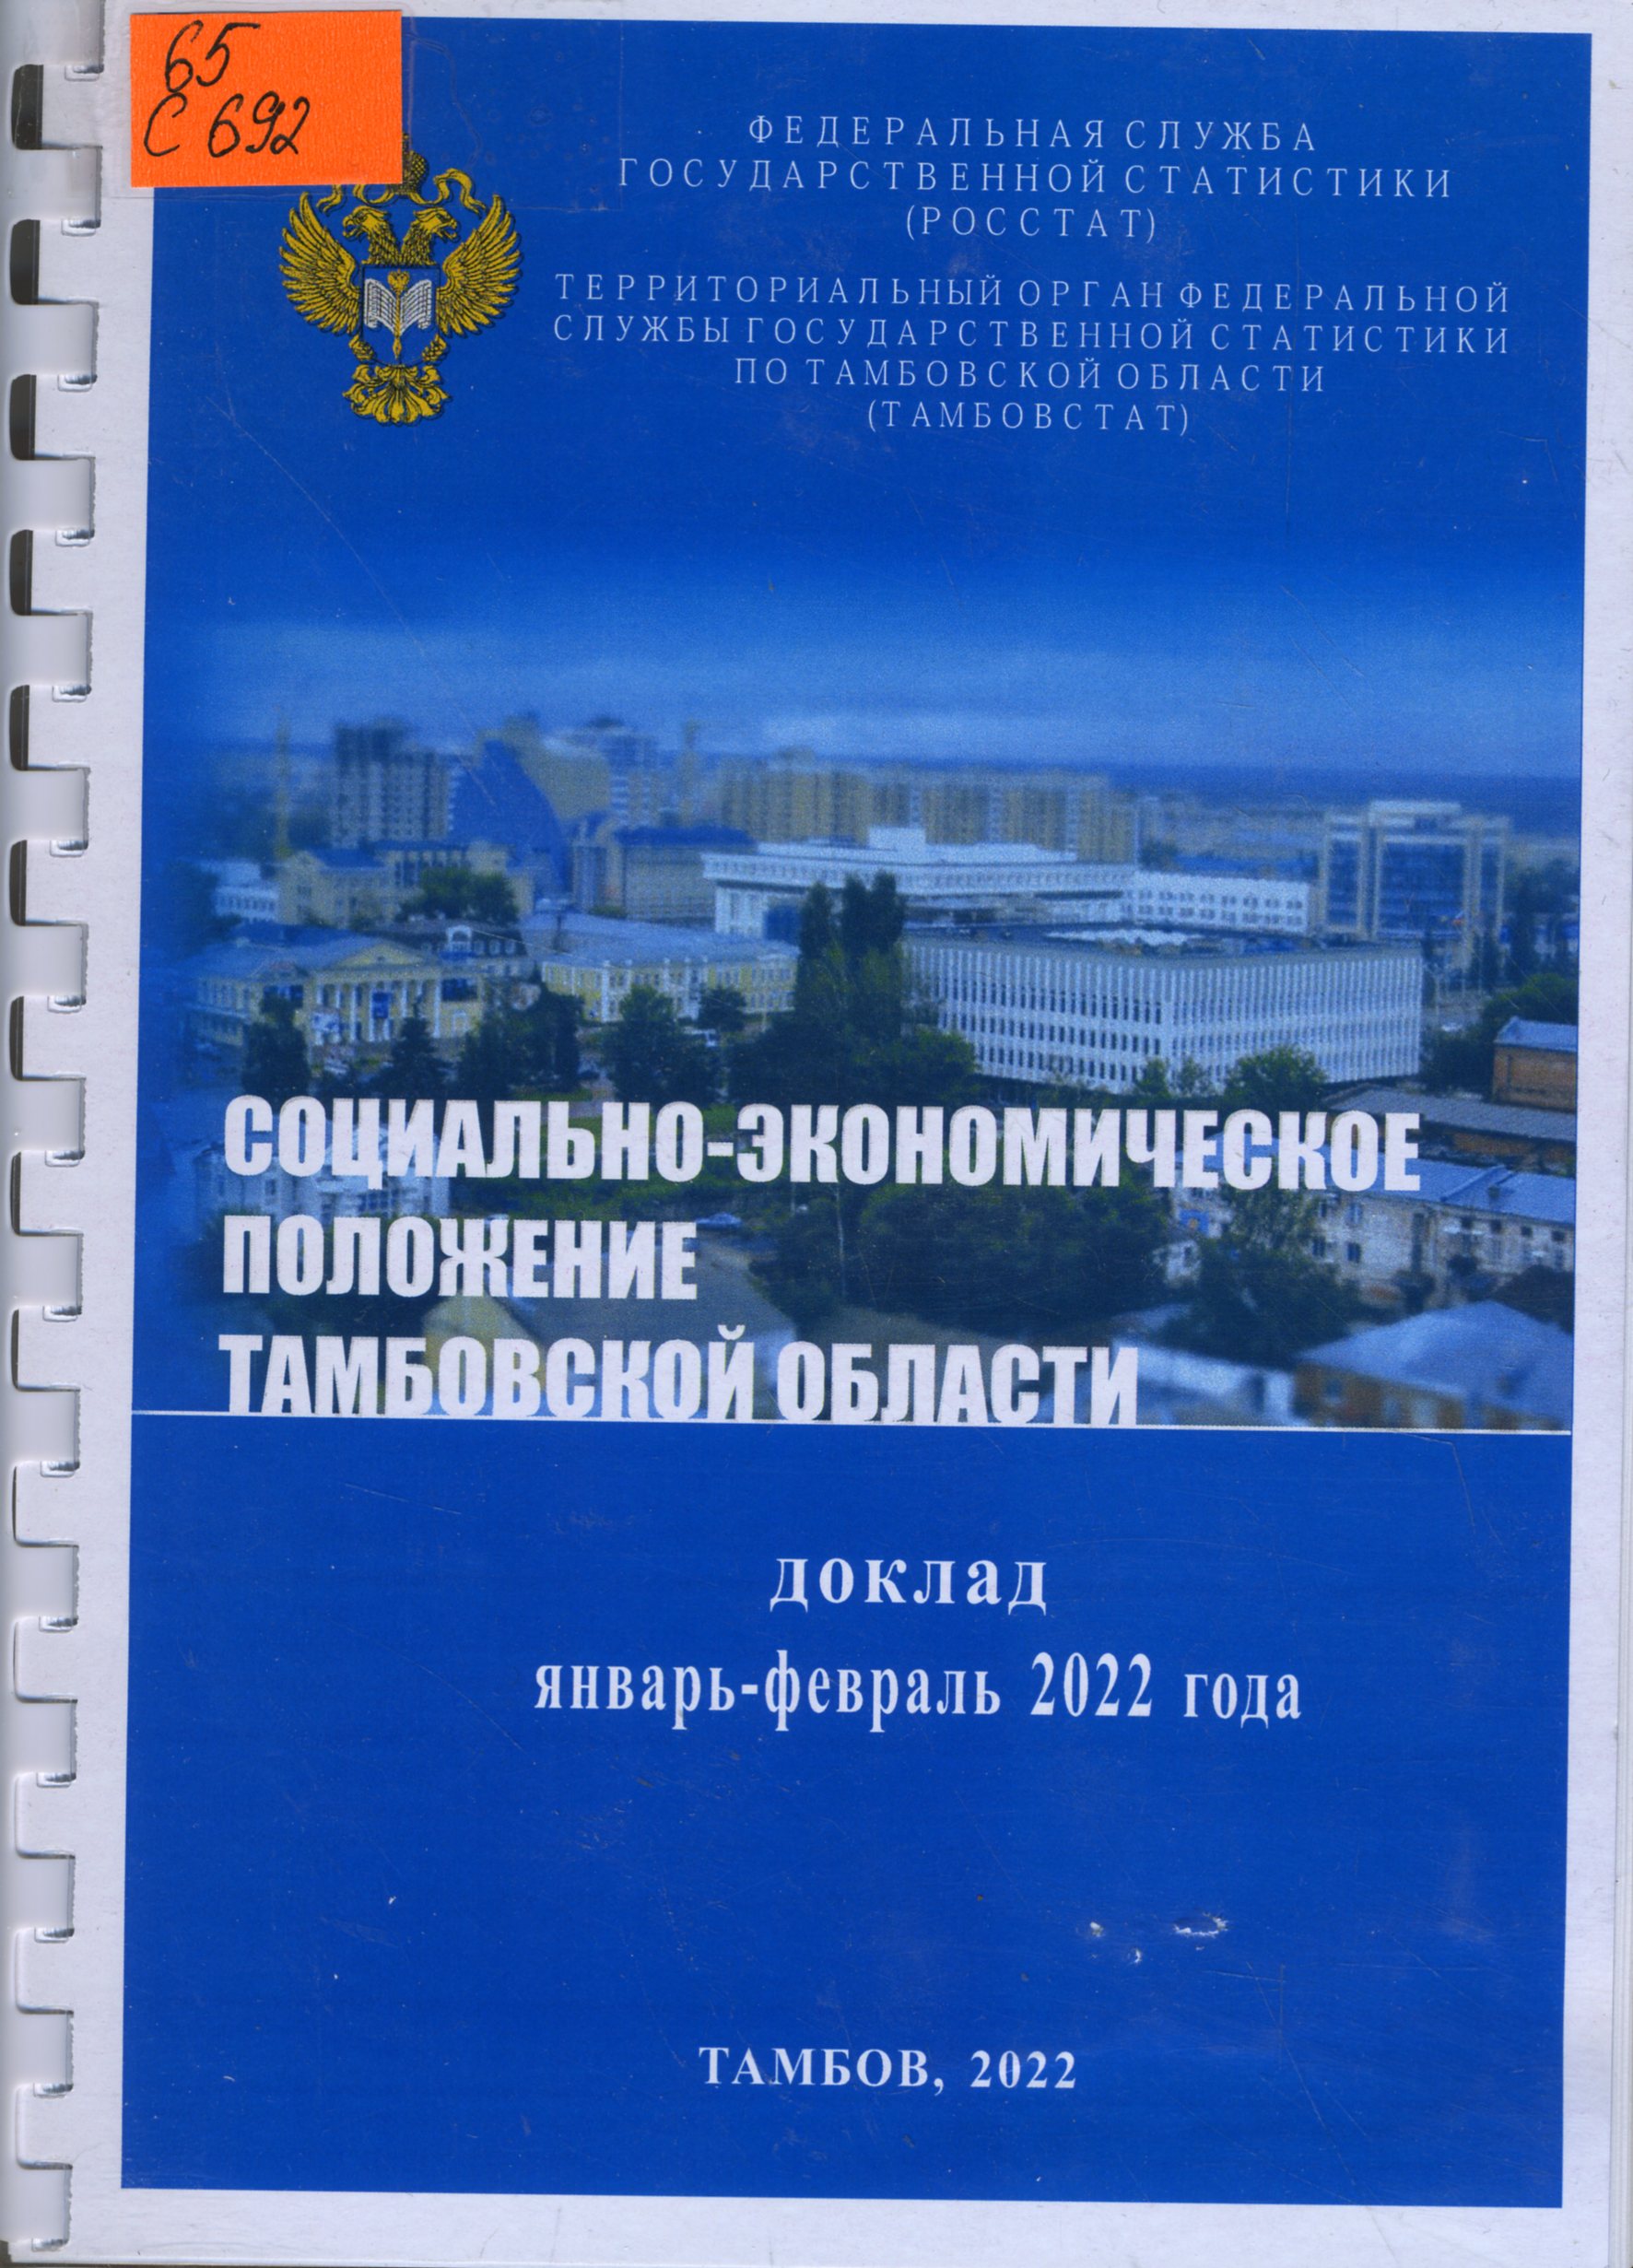 65
С 692
ФЕДЕРАЛЬНАЯ СЛУЖБА
ГОСУДАРСТВЕННОЙ СТАТИСТИКИ
(РОССТАТ)
ТЕРРИТОРИАЛЬНЫЙ ОРГАН ФЕДЕРАЛЬНОЙ
СЛУЖБЫ ГОСУДАРСТВЕННОЙ СТАТИСТИКИ
ПО ТАМБОВСКОЙ ОБЛАСТИ
(ТАМБОВСТАТ)
СОЦИАЛЬНО-ЭКОНОМИЧЕСКОЕ
ПОЛОЖЕНИЕ
ТАМБОВСКОЙ ОБЛАСТИ
доклад
январь-февраль 2022 года
ТАМБОВ, 2022